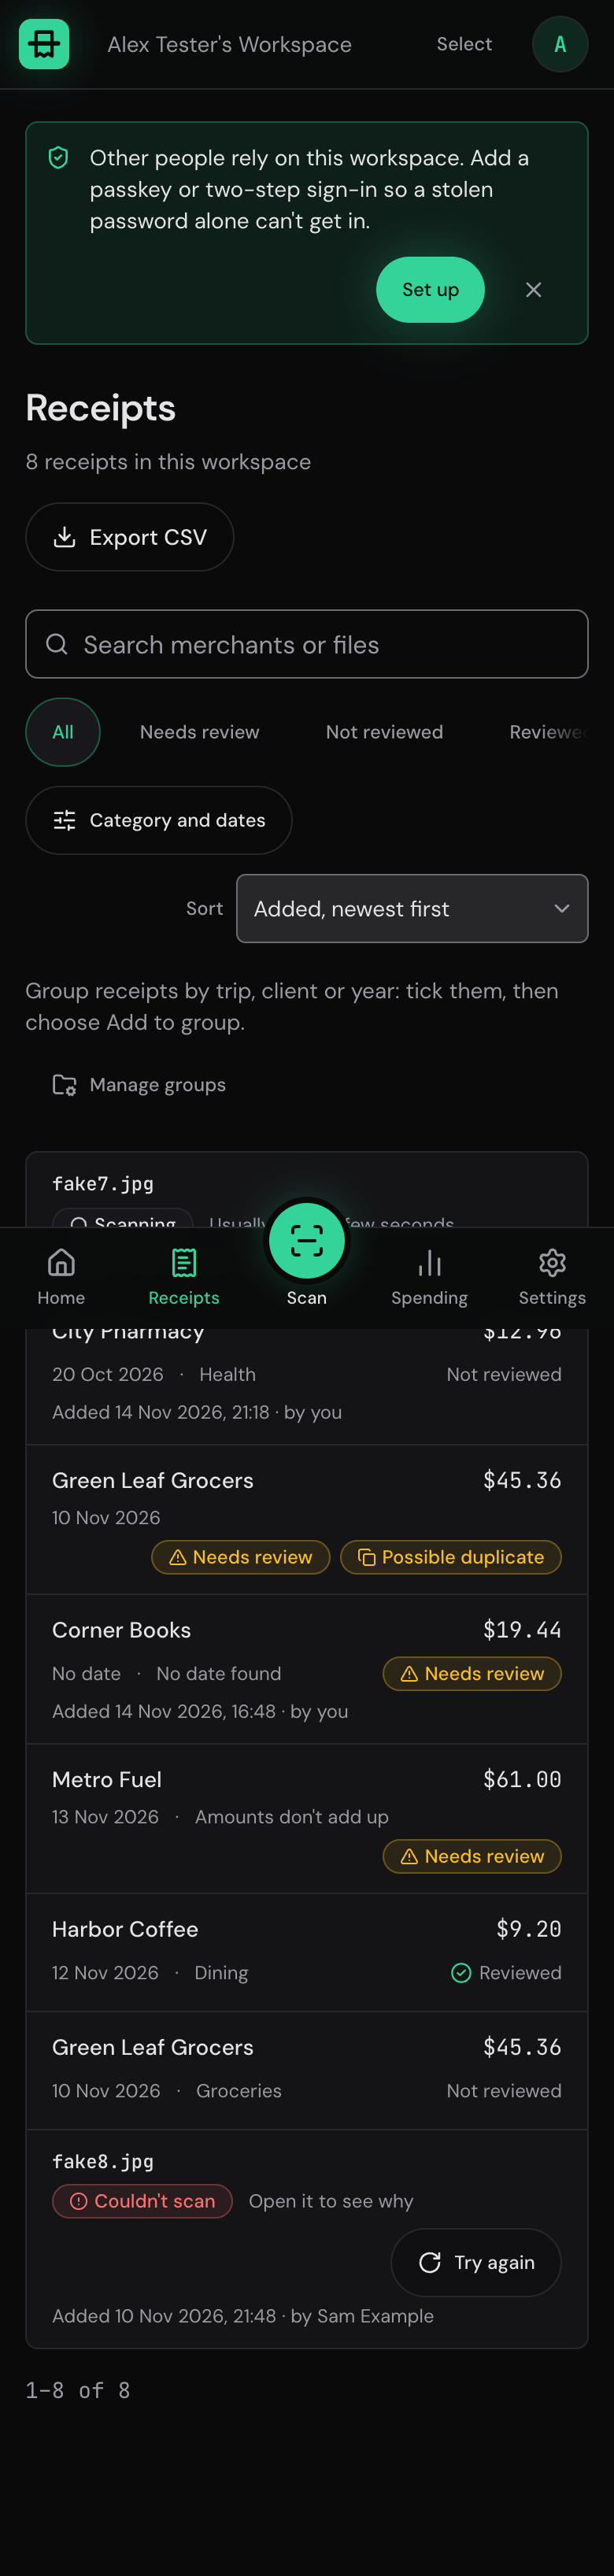 Alex Tester's Workspace
Select
A
Other people rely on this workspace. Add a
passkey or two-step sign-in so a stolen
password alone can't get in.
Set up
Receipts
8 receipts in this workspace
Export CSV
Search merchants or files
All
Needs review
Not reviewed
Reviewed
Category and dates
Sort
Added, newest first
Group receipts by trip, client or year: tick them, then
choose Add to group.
Manage groups
fake7.jpg
Scanning
Usually
few seconds
Home
Receipts
Scan
Spending
Settings
City Pharmacy
$12.96
20 Oct 2026 · Health
Not reviewed
Added 14 Nov 2026, 21:18 · by you
Green Leaf Grocers
$45.36
10 Nov 2026
Needs review
Possible duplicate
Corner Books
$19.44
No date · No date found
Needs review
Added 14 Nov 2026, 16:48 · by you
Metro Fuel
$61.00
13 Nov 2026 · Amounts don't add up
Needs review
Harbor Coffee
$9.20
12 Nov 2026 · Dining
Reviewed
Green Leaf Grocers
$45.36
10 Nov 2026 · Groceries
Not reviewed
fake8.jpg
Couldn't scan
Open it to see why
Try again
Added 10 Nov 2026, 21:48 · by Sam Example
1–8 of 8